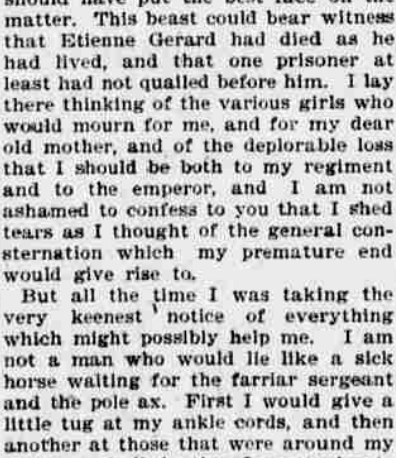 should have put the best face on the
matter. This beast could bear witness
that Etienne Gerard had died as he
had lived, and that one prisoner at
least had not quailed before him. I lay
there thinking of the various girls who
would mourn for me, and for my dear
old mother, and of the deplorable loss
that I should be both to my regiment
and to the emperor, and I am not
ashamed to confess to you that I shed
tears as I thought of the general con-
sternation which my premature end
would give rise to.
But all the time I was taking the
very keenest notice of everything
which might possibly help me. I am
not a man who would lie like a sick
horse waiting for the farriar sergeant
and the pole ax. First I would give a
little tug at my ankle cords, and then
another at those that were around my